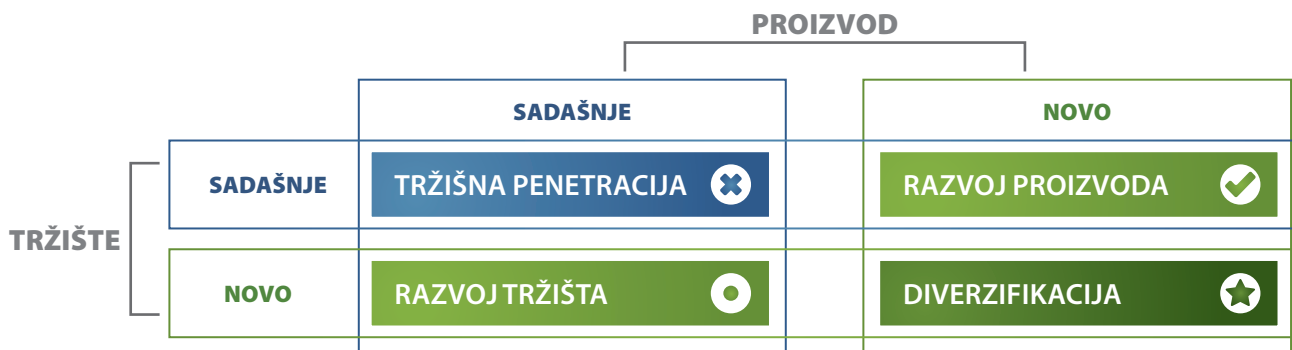 PROIZVOD
SADAŠNJE
NOVO
TRŽIŠTE
SADAŠNJE
TRŽIŠNA PENETRACIJA
RAZVOJ PROIZVODA
NOVO
RAZVOJ TRŽIŠTA
DIVERZIFIKACIJA